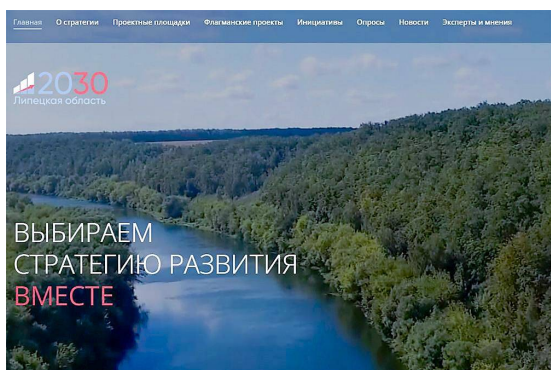 Главная О стратегии Проектные площадки Флагманские проекты Инициативы Опросы Новости Эксперты и мнения
2030
Липецкая область
ВЫБИРАЕМ
СТРАТЕГИЮ РАЗВИТИЯ
ВМЕСТЕ